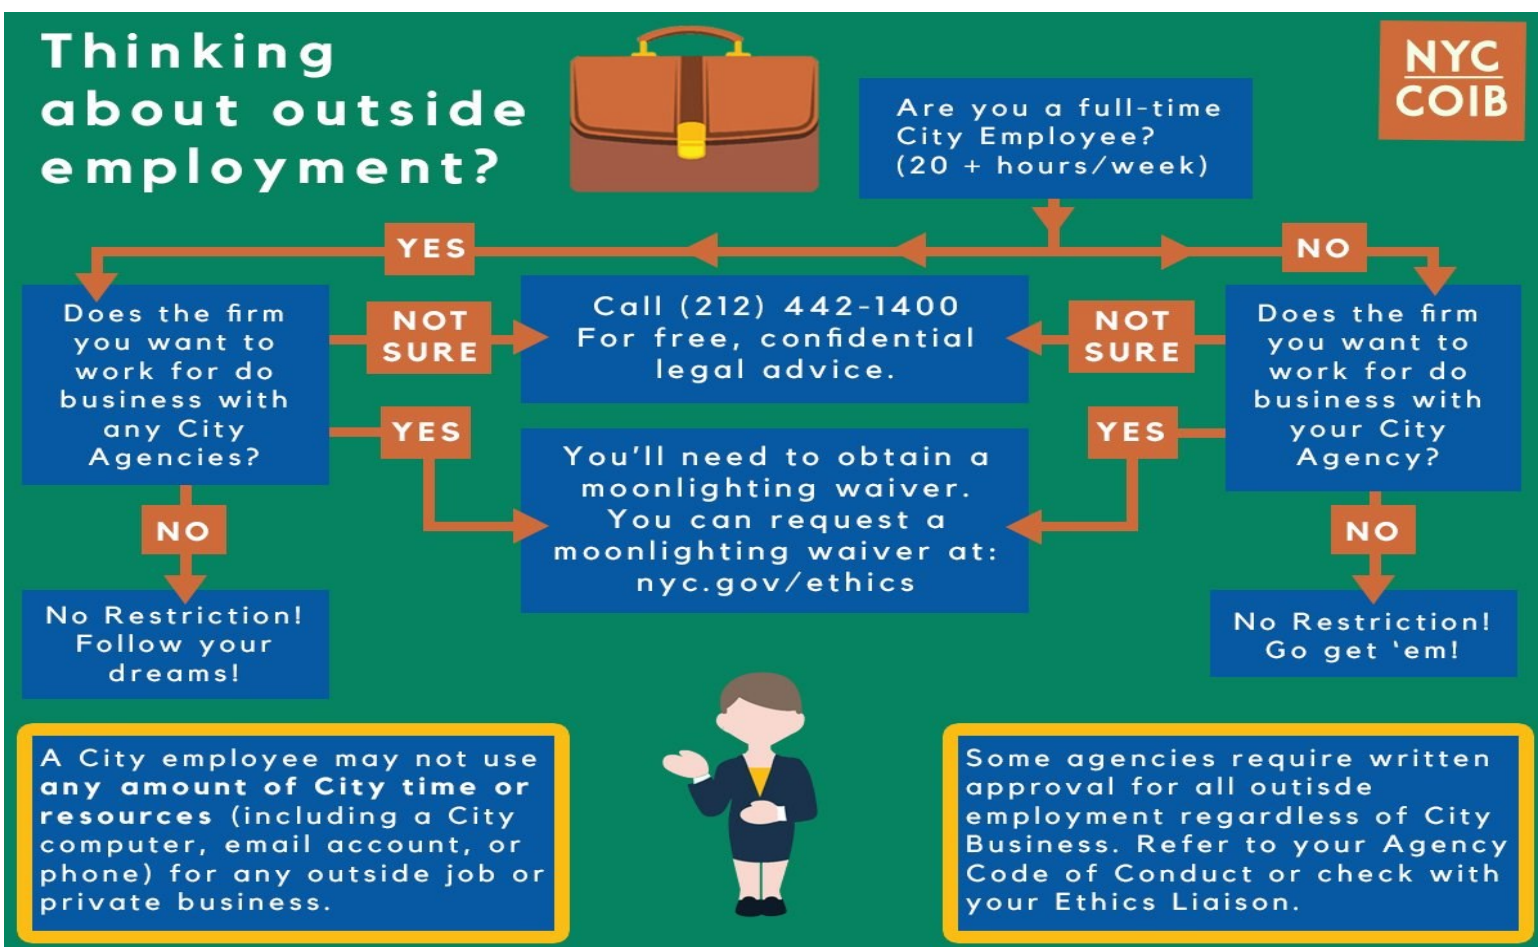 Thinking
about outside
employment?
NYC
COIB
Are you a full-time
City Employee?
(20 + hours/week)
YES
NO
Does the firm
you want to
work for do
business with
any City
Agencies?
NOT
SURE
Call (212) 442-1400
For free, confidential
legal advice.
NOT
SURE
Does the firm
you want to
work for do
business with
your City
Agency?
YES
You'll need to obtain a
moonlighting waiver.
You can request a
moonlighting waiver at:
nyc.gov/ethics
YES
NO
NO
No Restriction!
Follow your
dreams!
No Restriction!
Go get ‘em!
A City employee may not use
any amount of City time or
resources (including a City
computer, email account, or
phone) for any outside job or
private business.
Some agencies require written
approval for all outisde
employment regardless of City
Business. Refer to your Agency
Code of Conduct or check with
your Ethics Liaison.